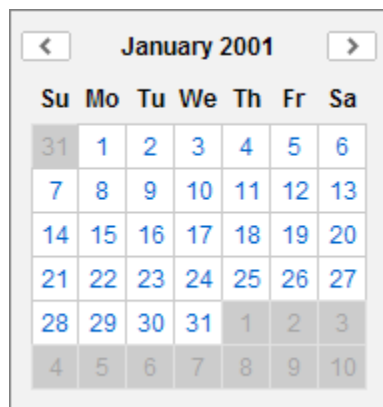 January 2001
Su Mo Tu We Th Fr Sa
31 1 2 3 4 5 6
7 8 9 10 11 12 13
14 15 16 17 18 19 20
21 22 23 24 25 26 27
28 29 30 31 1 2 3
4 5 6 7 8 9 10